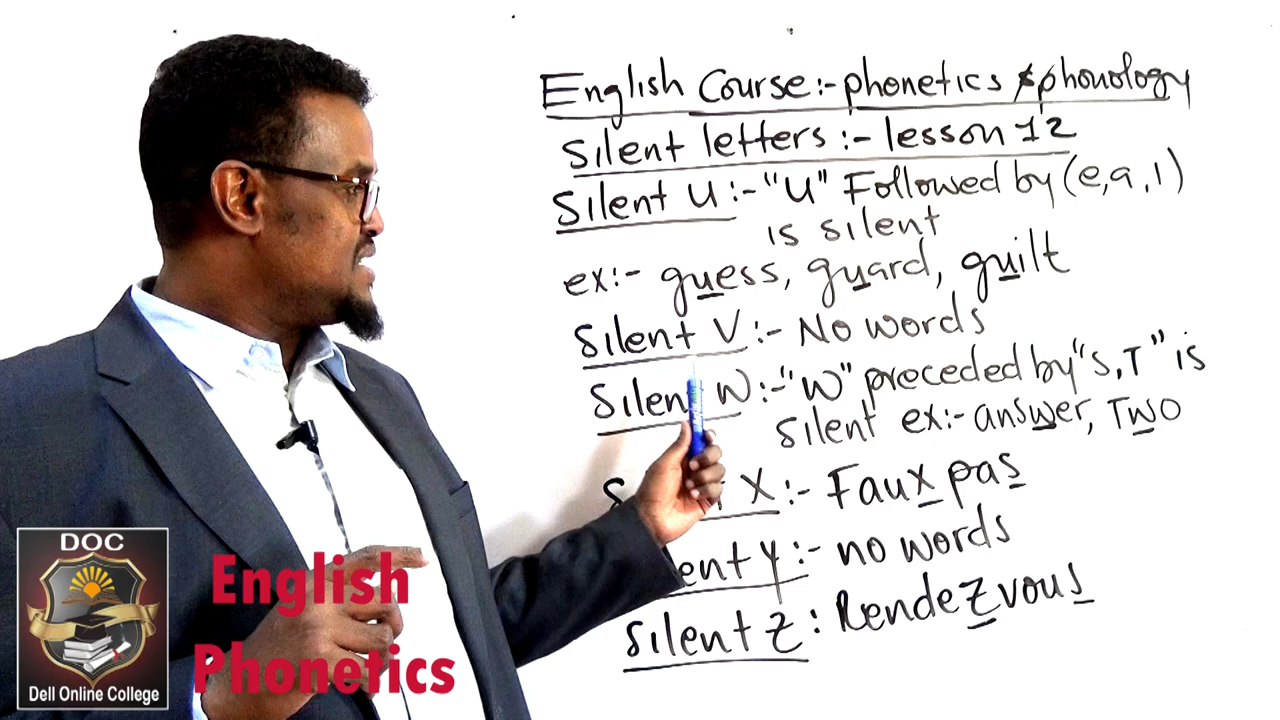 English Course:- phonetics & phonology
Silent letters :- lesson 12
Silent U :- "U" Followed by (e, a, i)
is silent
ex:- guess, guard, guilt
Silent V :- No words
Silent W :- "W" preceded by "S, T" is
silent ex:- answer, Two
X :- Faux pas
ent y :- no words
Silent Z : Rendezvous
DOC
Dell Online College
English
Phonetics